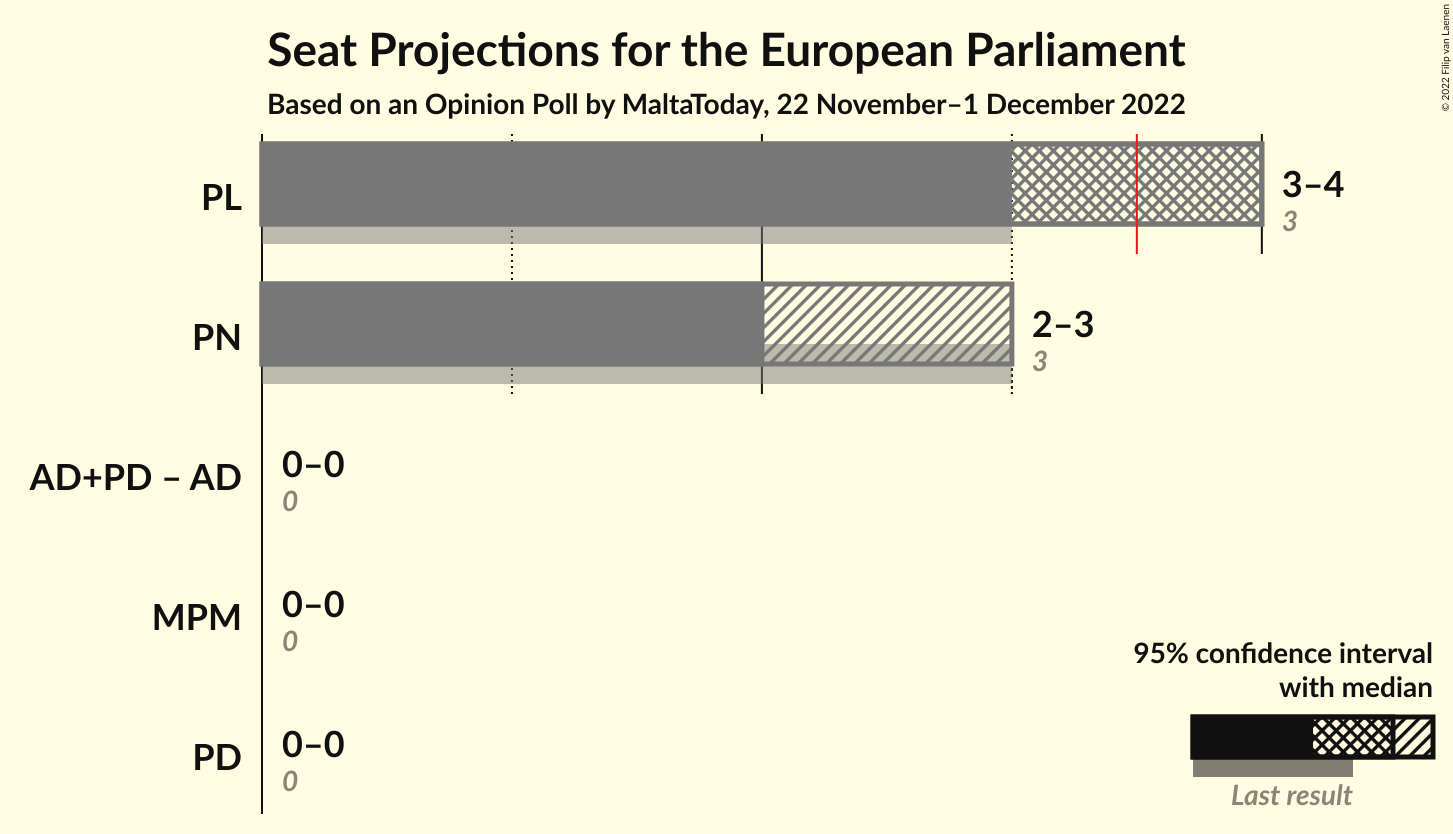 Seat Projections for the European Parliament
Based on an Opinion Poll by MaltaToday, 22 November–1 December 2022
© 2022 Filip van Laenen
PL
3–4
3
PN
2–3
3
AD+PD – AD
0–0
0
MPM
0–0
0
PD
0–0
0
95% confidence interval
with median
Last result